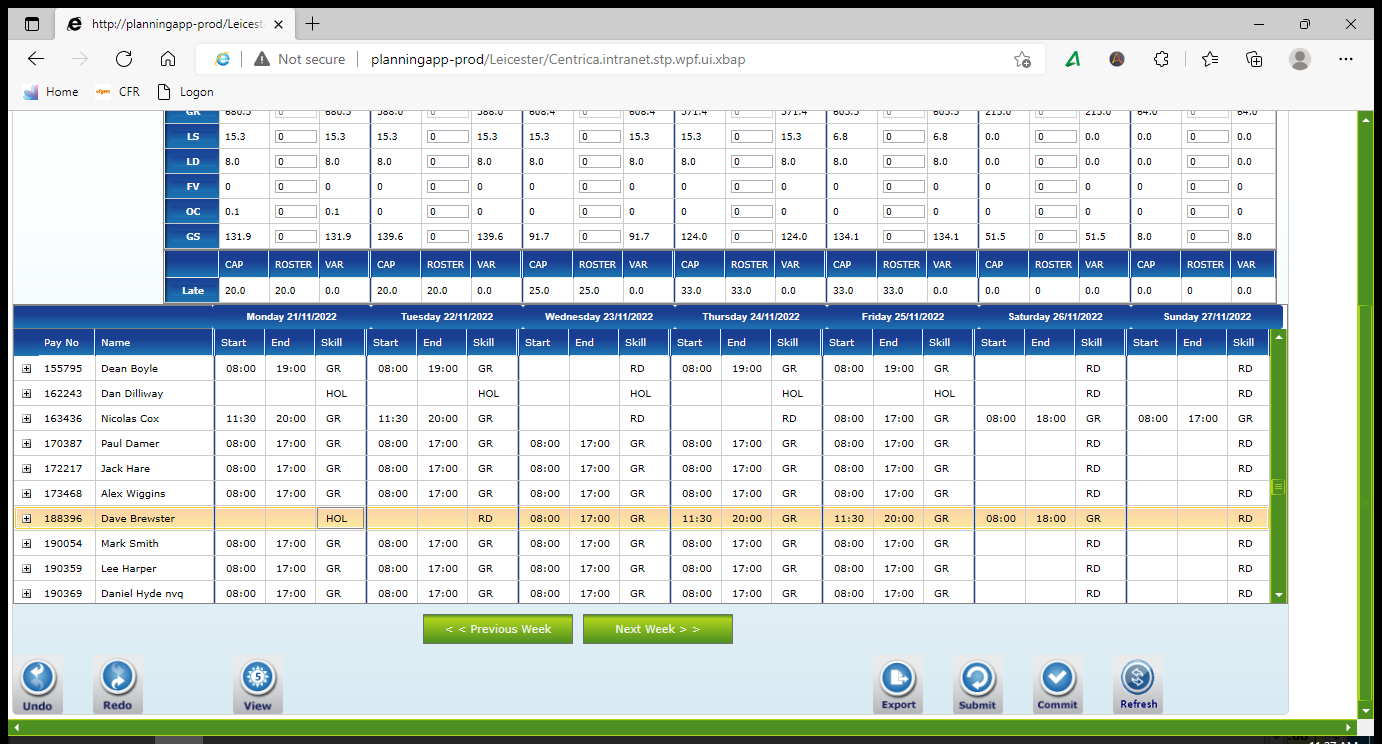 http://planningapp-prod/Leicest
Not secure planningapp-prod/Leicester/Centrica.intranet.stp.wpf.ui.xbap
Home CFR Logon
GR 680.5 0 680.5 588.0 0 588.0 608.4 0 608.4 571.4 0 571.4 603.5 0 603.5 213.0 0 213.0 64.0 0 64.0
LS 15.3 0 15.3 15.3 0 15.3 15.3 0 15.3 15.3 0 15.3 6.8 0 6.8 0.0 0 0.0 0.0 0 0.0
LD 8.0 0 8.0 8.0 0 8.0 8.0 0 8.0 8.0 0 8.0 8.0 0 8.0 0.0 0 0.0 0.0 0 0.0
FV 0 0 0 0 0 0 0 0 0 0 0 0 0 0 0 0 0 0 0 0 0
OC 0.1 0 0.1 0 0 0 0 0 0 0 0 0 0 0 0 0 0 0 0 0 0
GS 131.9 0 131.9 139.6 0 139.6 91.7 0 91.7 124.0 0 124.0 134.1 0 134.1 51.5 0 51.5 8.0 0 8.0
CAP ROSTER VAR CAP ROSTER VAR CAP ROSTER VAR CAP ROSTER VAR CAP ROSTER VAR CAP ROSTER VAR CAP ROSTER VAR
Late 20.0 20.0 0.0 20.0 20.0 0.0 25.0 25.0 0.0 33.0 33.0 0.0 33.0 33.0 0.0 0.0 0 0.0 0.0 0 0.0
Monday 21/11/2022 Tuesday 22/11/2022 Wednesday 23/11/2022 Thursday 24/11/2022 Friday 25/11/2022 Saturday 26/11/2022 Sunday 27/11/2022
Pay No Name Start End Skill Start End Skill Start End Skill Start End Skill Start End Skill Start End Skill Start End Skill
155795 Dean Boyle 08:00 19:00 GR 08:00 19:00 GR RD 08:00 19:00 GR 08:00 19:00 GR RD RD
162243 Dan Dilliway HOL HOL HOL HOL HOL RD RD
163436 Nicolas Cox 11:30 20:00 GR 11:30 20:00 GR RD RD 08:00 17:00 GR 08:00 18:00 GR 08:00 17:00 GR
170387 Paul Damer 08:00 17:00 GR 08:00 17:00 GR 08:00 17:00 GR 08:00 17:00 GR 08:00 17:00 GR RD RD
172217 Jack Hare 08:00 17:00 GR 08:00 17:00 GR 08:00 17:00 GR 08:00 17:00 GR 08:00 17:00 GR RD RD
173468 Alex Wiggins 08:00 17:00 GR 08:00 17:00 GR 08:00 17:00 GR 08:00 17:00 GR 08:00 17:00 GR RD RD
188396 Dave Brewster HOL RD 08:00 17:00 GR 11:30 20:00 GR 11:30 20:00 GR 08:00 18:00 GR RD
190054 Mark Smith 08:00 17:00 GR 08:00 17:00 GR 08:00 17:00 GR 08:00 17:00 GR 08:00 17:00 GR RD RD
190359 Lee Harper 08:00 17:00 GR 08:00 17:00 GR 08:00 17:00 GR 08:00 17:00 GR 08:00 17:00 GR RD RD
190369 Daniel Hyde nvq 08:00 17:00 GR 08:00 17:00 GR 08:00 17:00 GR 08:00 17:00 GR 08:00 17:00 GR RD RD
< < Previous Week Next Week > >
5
Undo Redo View Export Submit Commit Refresh